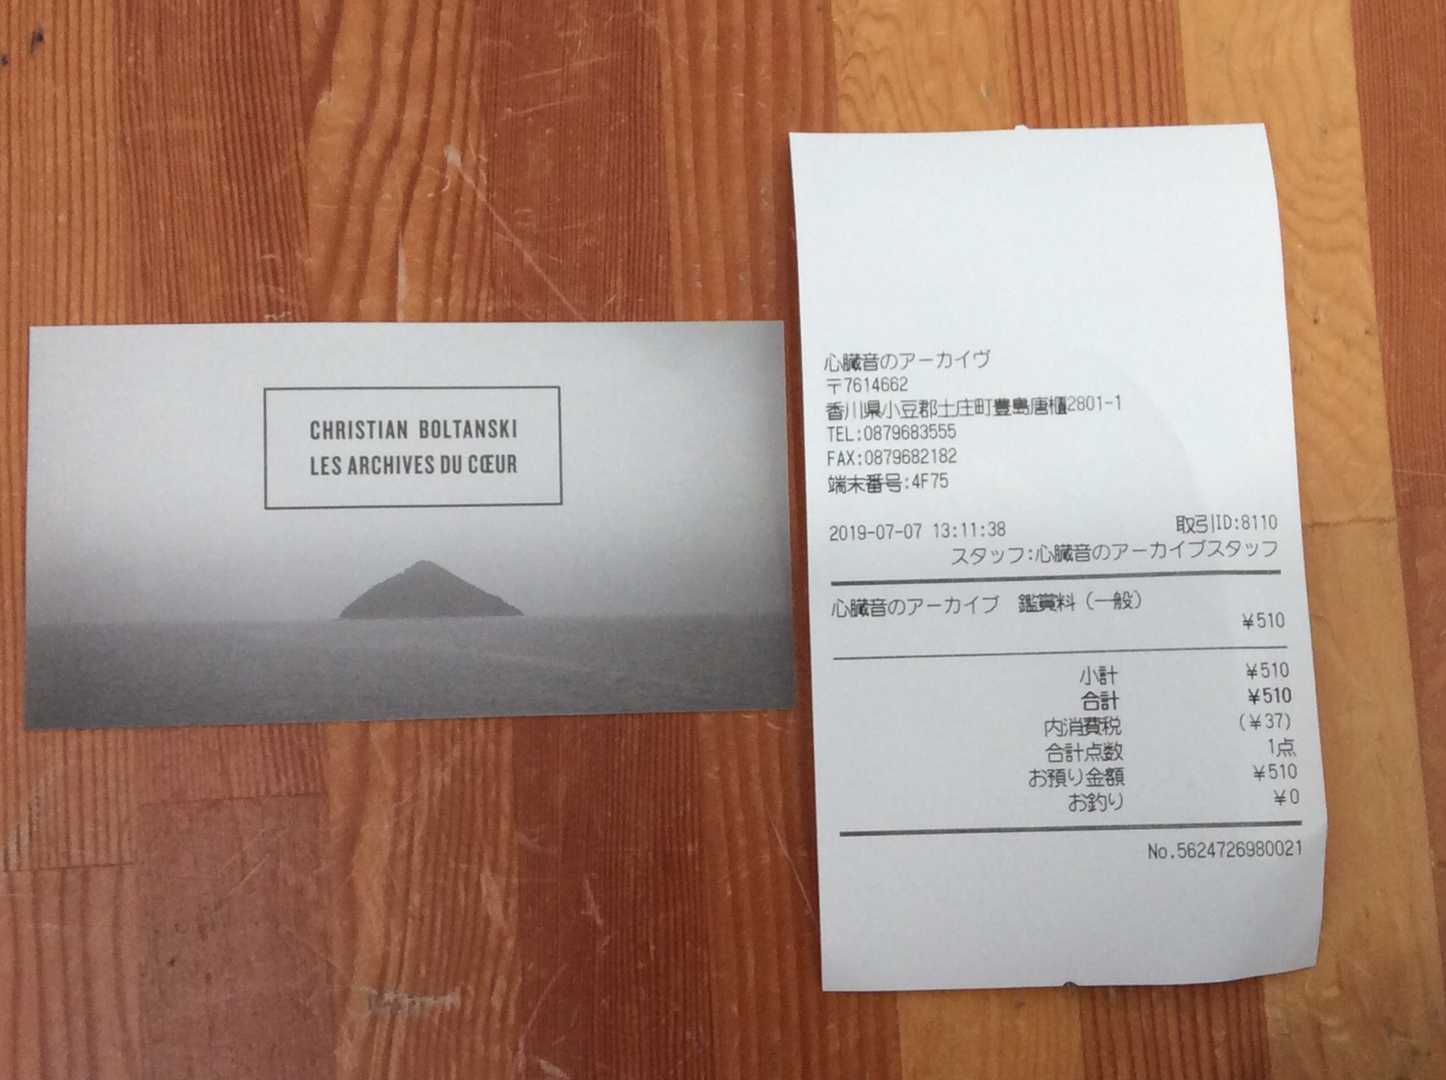 CHRISTIAN BOLTANSKI
LES ARCHIVES DU CŒUR
心臓音のアーカイヴ
〒7614662
香川県小豆郡土庄町豊島唐櫃2801-1
TEL:0879683555
FAX:0879682182
端末番号:4F75
2019-07-07 13:11:38 取引ID:8110
スタッフ:心臓音のアーカイブスタッフ
心臓音のアーカイブ 鑑賞料(一般)
¥510
小計 ¥510
合計 ¥510
内消費税 (¥37)
合計点数 1点
お預り金額 ¥510
お釣り ¥0
No.5624726980021